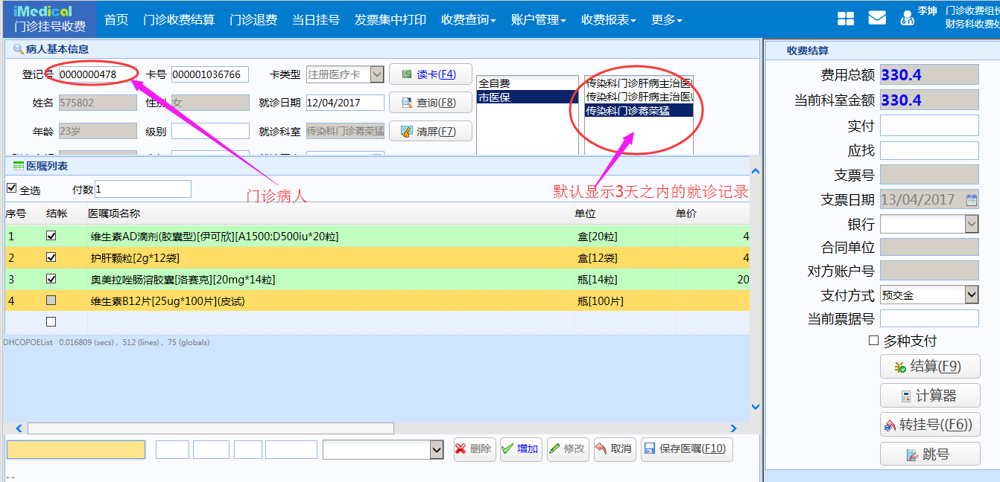 iMedical
门诊挂号收费
首页 门诊收费结算 门诊退费 当日挂号 发票集中打印 收费查询 账户管理 收费报表 更多
李坤 门诊收费组长
财务科收费处
病人基本信息
登记号 0000000478 卡号 000001036766 卡类型 注册医疗卡 读卡(F4)
姓名 575802 性别 女 就诊日期 12/04/2017 查询(F8)
年龄 23岁 级别 就诊科室 传染科门诊蒋荣猛 清屏(F7)
全自费
市医保
传染科门诊肝病主治医
传染科门诊肝病主治医
传染科门诊蒋荣猛
医嘱列表
全选 付数 1
门诊病人
默认显示3天之内的就诊记录
序号 结帐 医嘱项名称 单位 单价
1 维生素AD滴剂(胶囊型)[伊可欣][A1500:D500iu*20粒] 盒[20粒] 4
2 护肝颗粒[2g*12袋] 盒[12袋] 4
3 奥美拉唑肠溶胶囊[洛赛克][20mg*14粒] 瓶[14粒] 20
4 维生素B12片[25ug*100片](皮试) 瓶[100片]
DHCOPOEList 0.016809 (secs) , 512 (lines) , 75 (globals)
删除 增加 修改 取消 保存医嘱(F10)
- -
收费结算
费用总额 330.4
当前科室金额 330.4
实付
应找
支票号
支票日期 13/04/2017
银行
合同单位
对方账户号
支付方式 预交金
当前票据号
多种支付
结算(F9)
计算器
转挂号((F6))
跳号